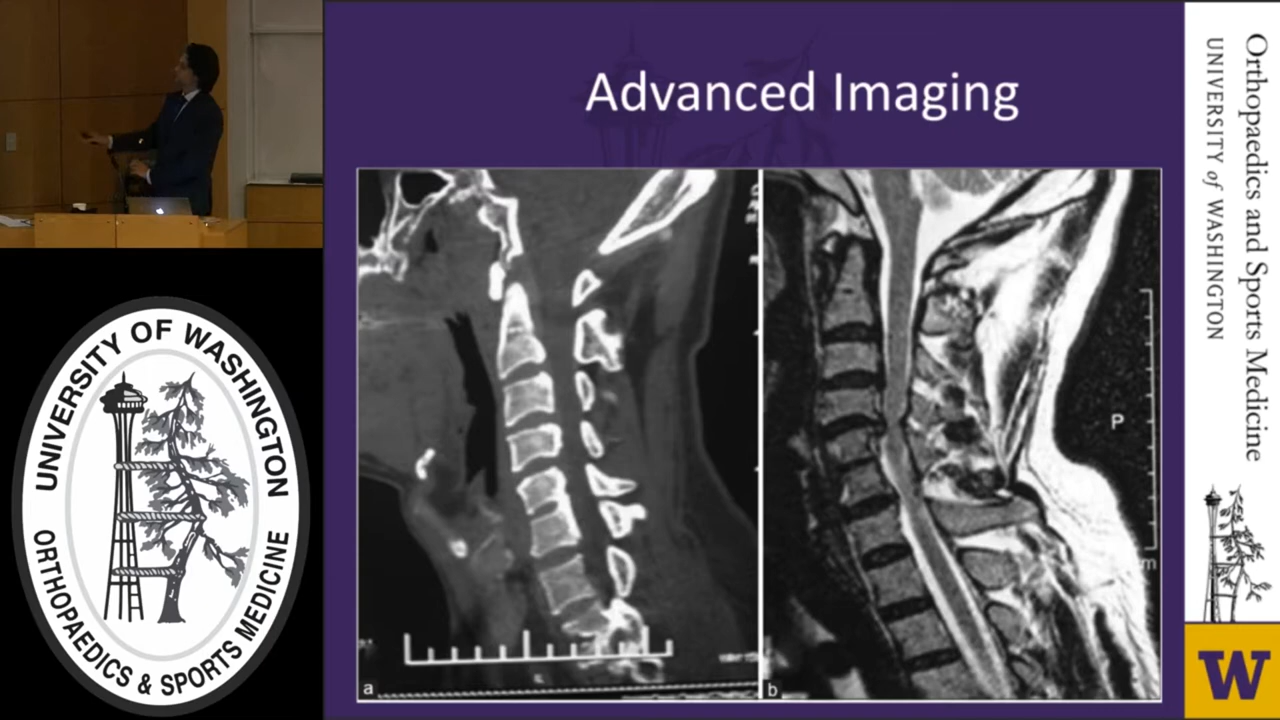 Advanced Imaging
UNIVERSITY OF WASHINGTON
ORTHOPAEDICS & SPORTS MEDICINE
a
b
P
m
Orthopaedics and Sports Medicine
UNIVERSITY of WASHINGTON
W